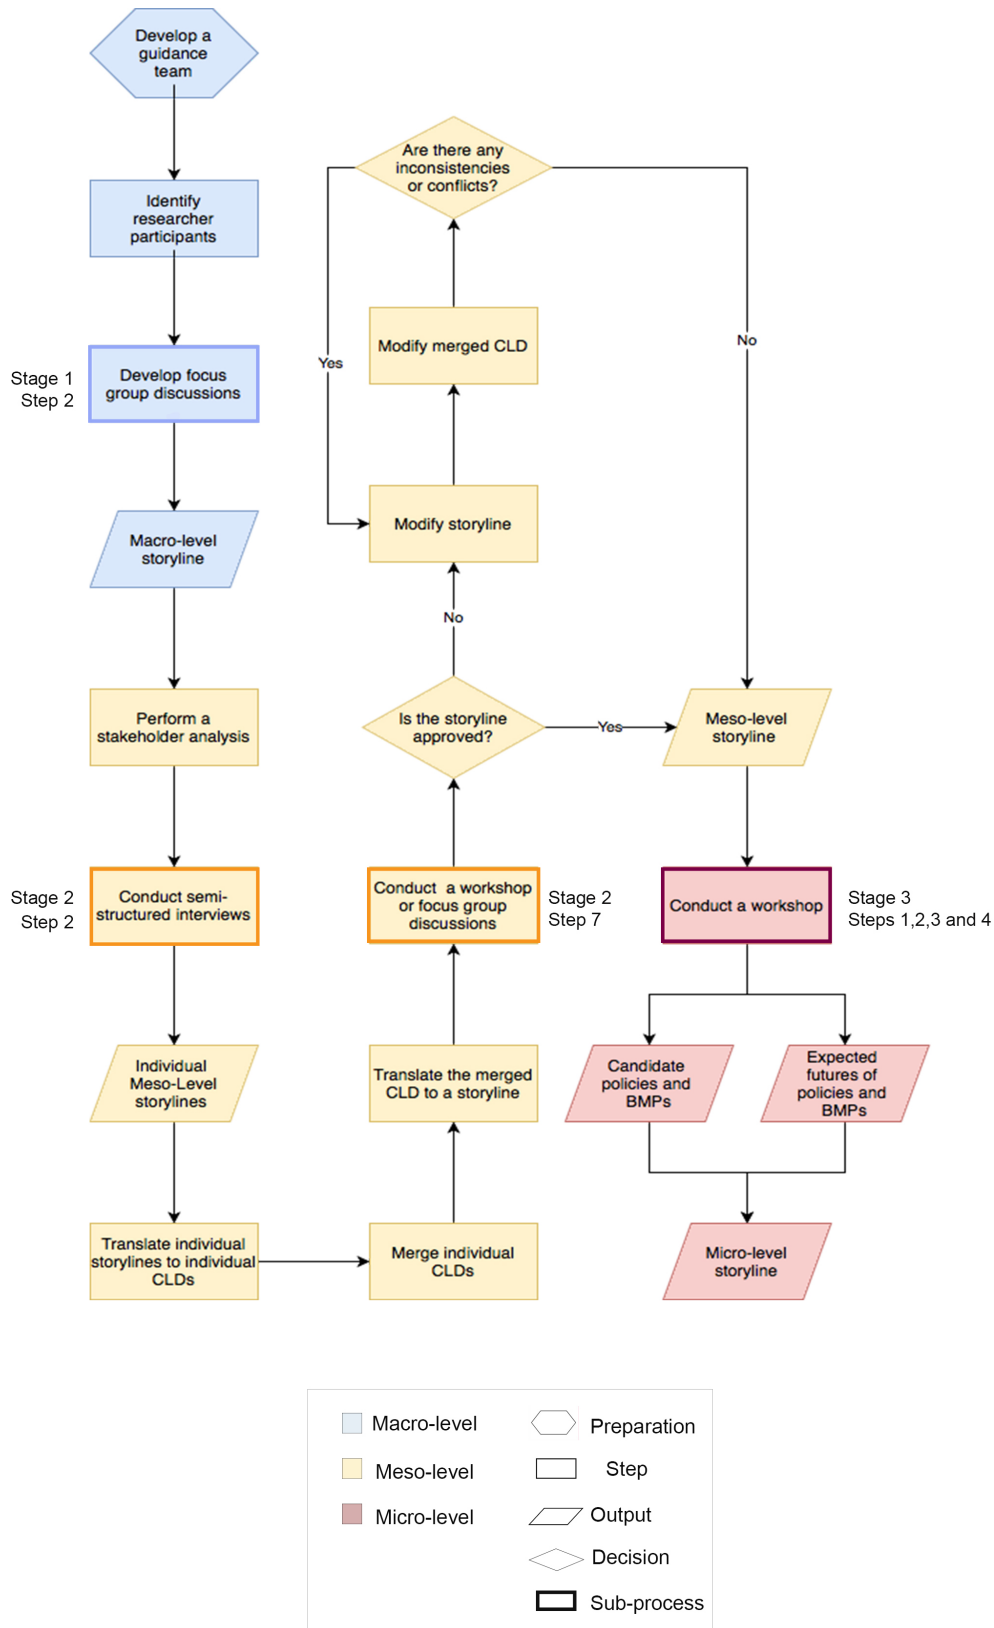 Develop a
guidance
team
Identify
researcher
participants
Stage 1
Step 2
Develop focus
group discussions
Macro-level
storyline
Perform a
stakeholder analysis
Stage 2
Step 2
Conduct semi-
structured interviews
Individual
Meso-Level
storylines
Translate individual
storylines to individual
CLDs
Merge individual
CLDs
Translate the merged
CLD to a storyline
Conduct a workshop
or focus group
discussions
Stage 2
Step 7
Is the storyline
approved?
No
Yes
Modify storyline
Modify merged CLD
Are there any
inconsistencies
or conflicts?
Yes
No
Meso-level
storyline
Conduct a workshop
Stage 3
Steps 1,2,3 and 4
Candidate
policies and
BMPs
Expected
futures of
policies and
BMPs
Micro-level
storyline
Macro-level
Meso-level
Micro-level
Preparation
Step
Output
Decision
Sub-process